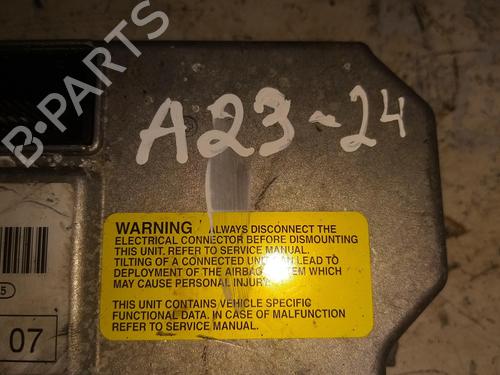 B-PARTS
A23-24
WARNING ALWAYS DISCONNECT THE
ELECTRICAL CONNECTOR BEFORE DISMOUNTING
THIS UNIT. REFER TO SERVICE MANUAL.
TILTING OF A CONNECTED UNIT CAN LEAD TO
DEPLOYMENT OF THE AIRBAG SYSTEM WHICH
MAY CAUSE PERSONAL INJURY.
THIS UNIT CONTAINS VEHICLE SPECIFIC
FUNCTIONAL DATA. IN CASE OF MALFUNCTION
REFER TO SERVICE MANUAL.
5
07